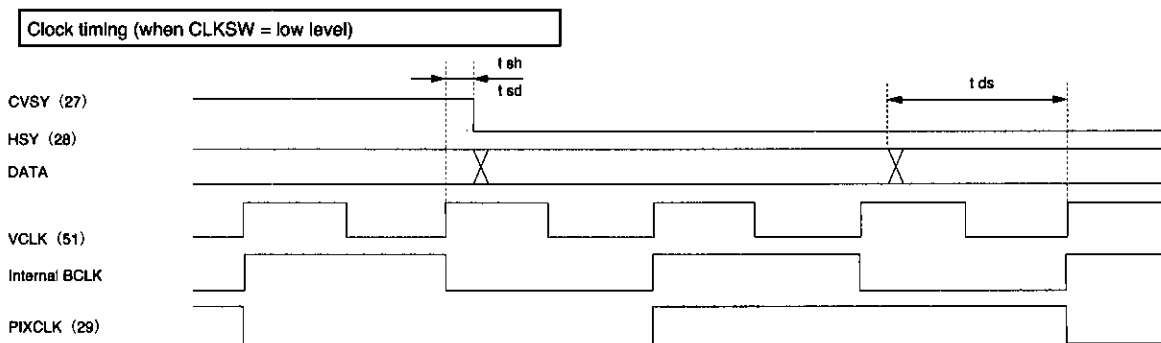 Clock timing (when CLKSW = low level)
t sh
t sd
t ds
CVSY (27)
HSY (28)
DATA
VCLK (51)
Internal BCLK
PIXCLK (29)